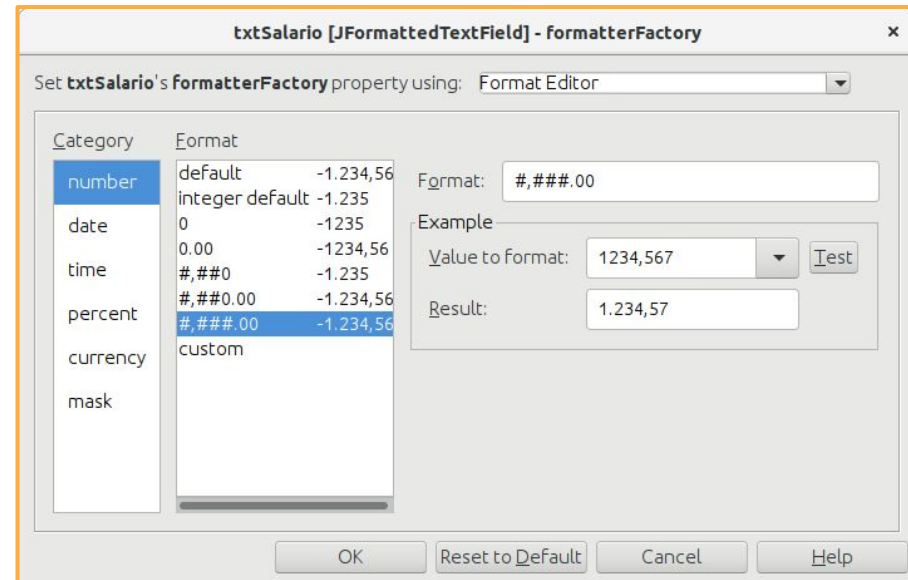 txtSalario [JFormattedTextField] - formatterFactory ×
Set txtSalario's formatterFactory property using: Format Editor
Category Format
number
date
time
percent
currency
mask
default -1.234,56
integer default -1.235
0 -1235
0.00 -1234,56
#,##0 -1.235
#,##0.00 -1.234,56
#,###.00 -1.234,56
custom
Format: #,###.00
Example
Value to format: 1234,567 Test
Result: 1.234,57
OK Reset to Default Cancel Help